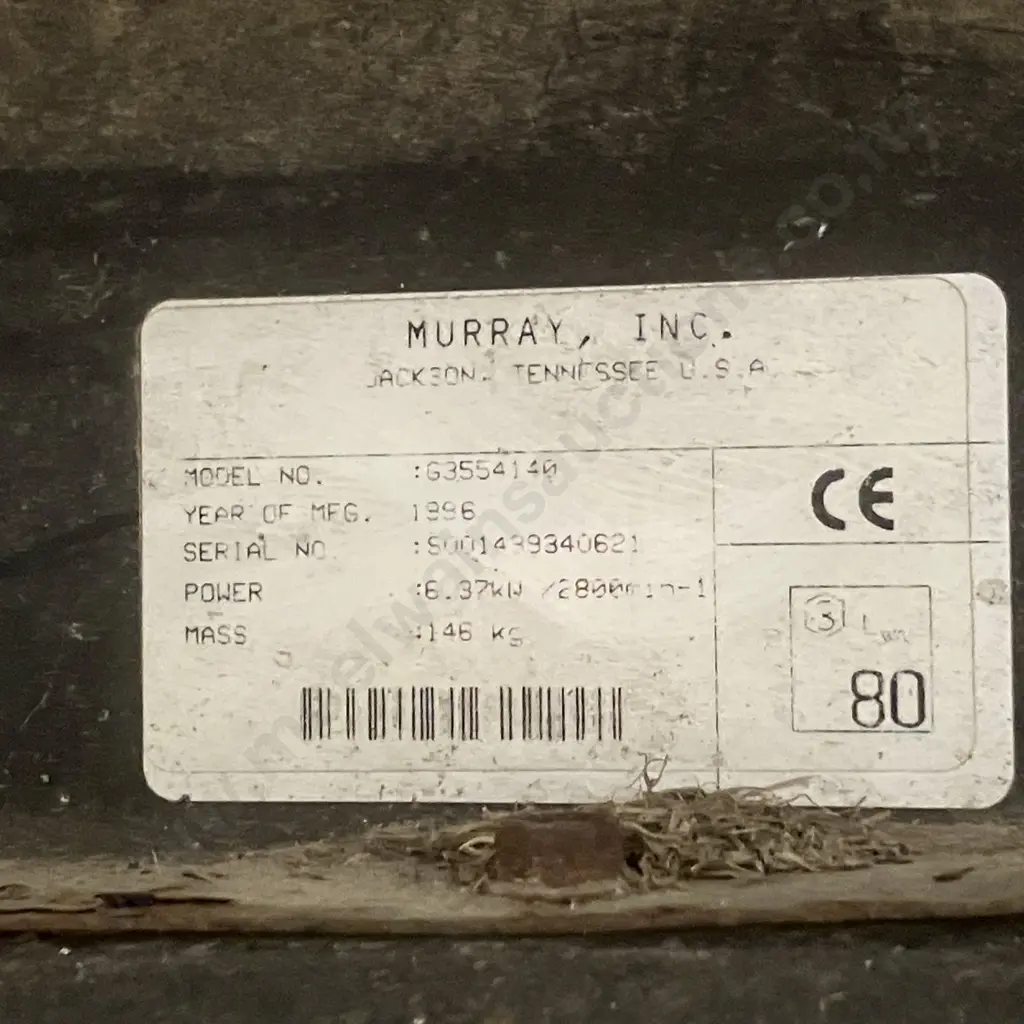 MURRAY, INC.
JACKSON, TENNESSEE U.S.A.
MODEL NO. :G3554140
YEAR OF MFG. 1996
SERIAL NO. :S001499340621
POWER :6.37kW /2800min-1
MASS :146 kg
CE
L
80